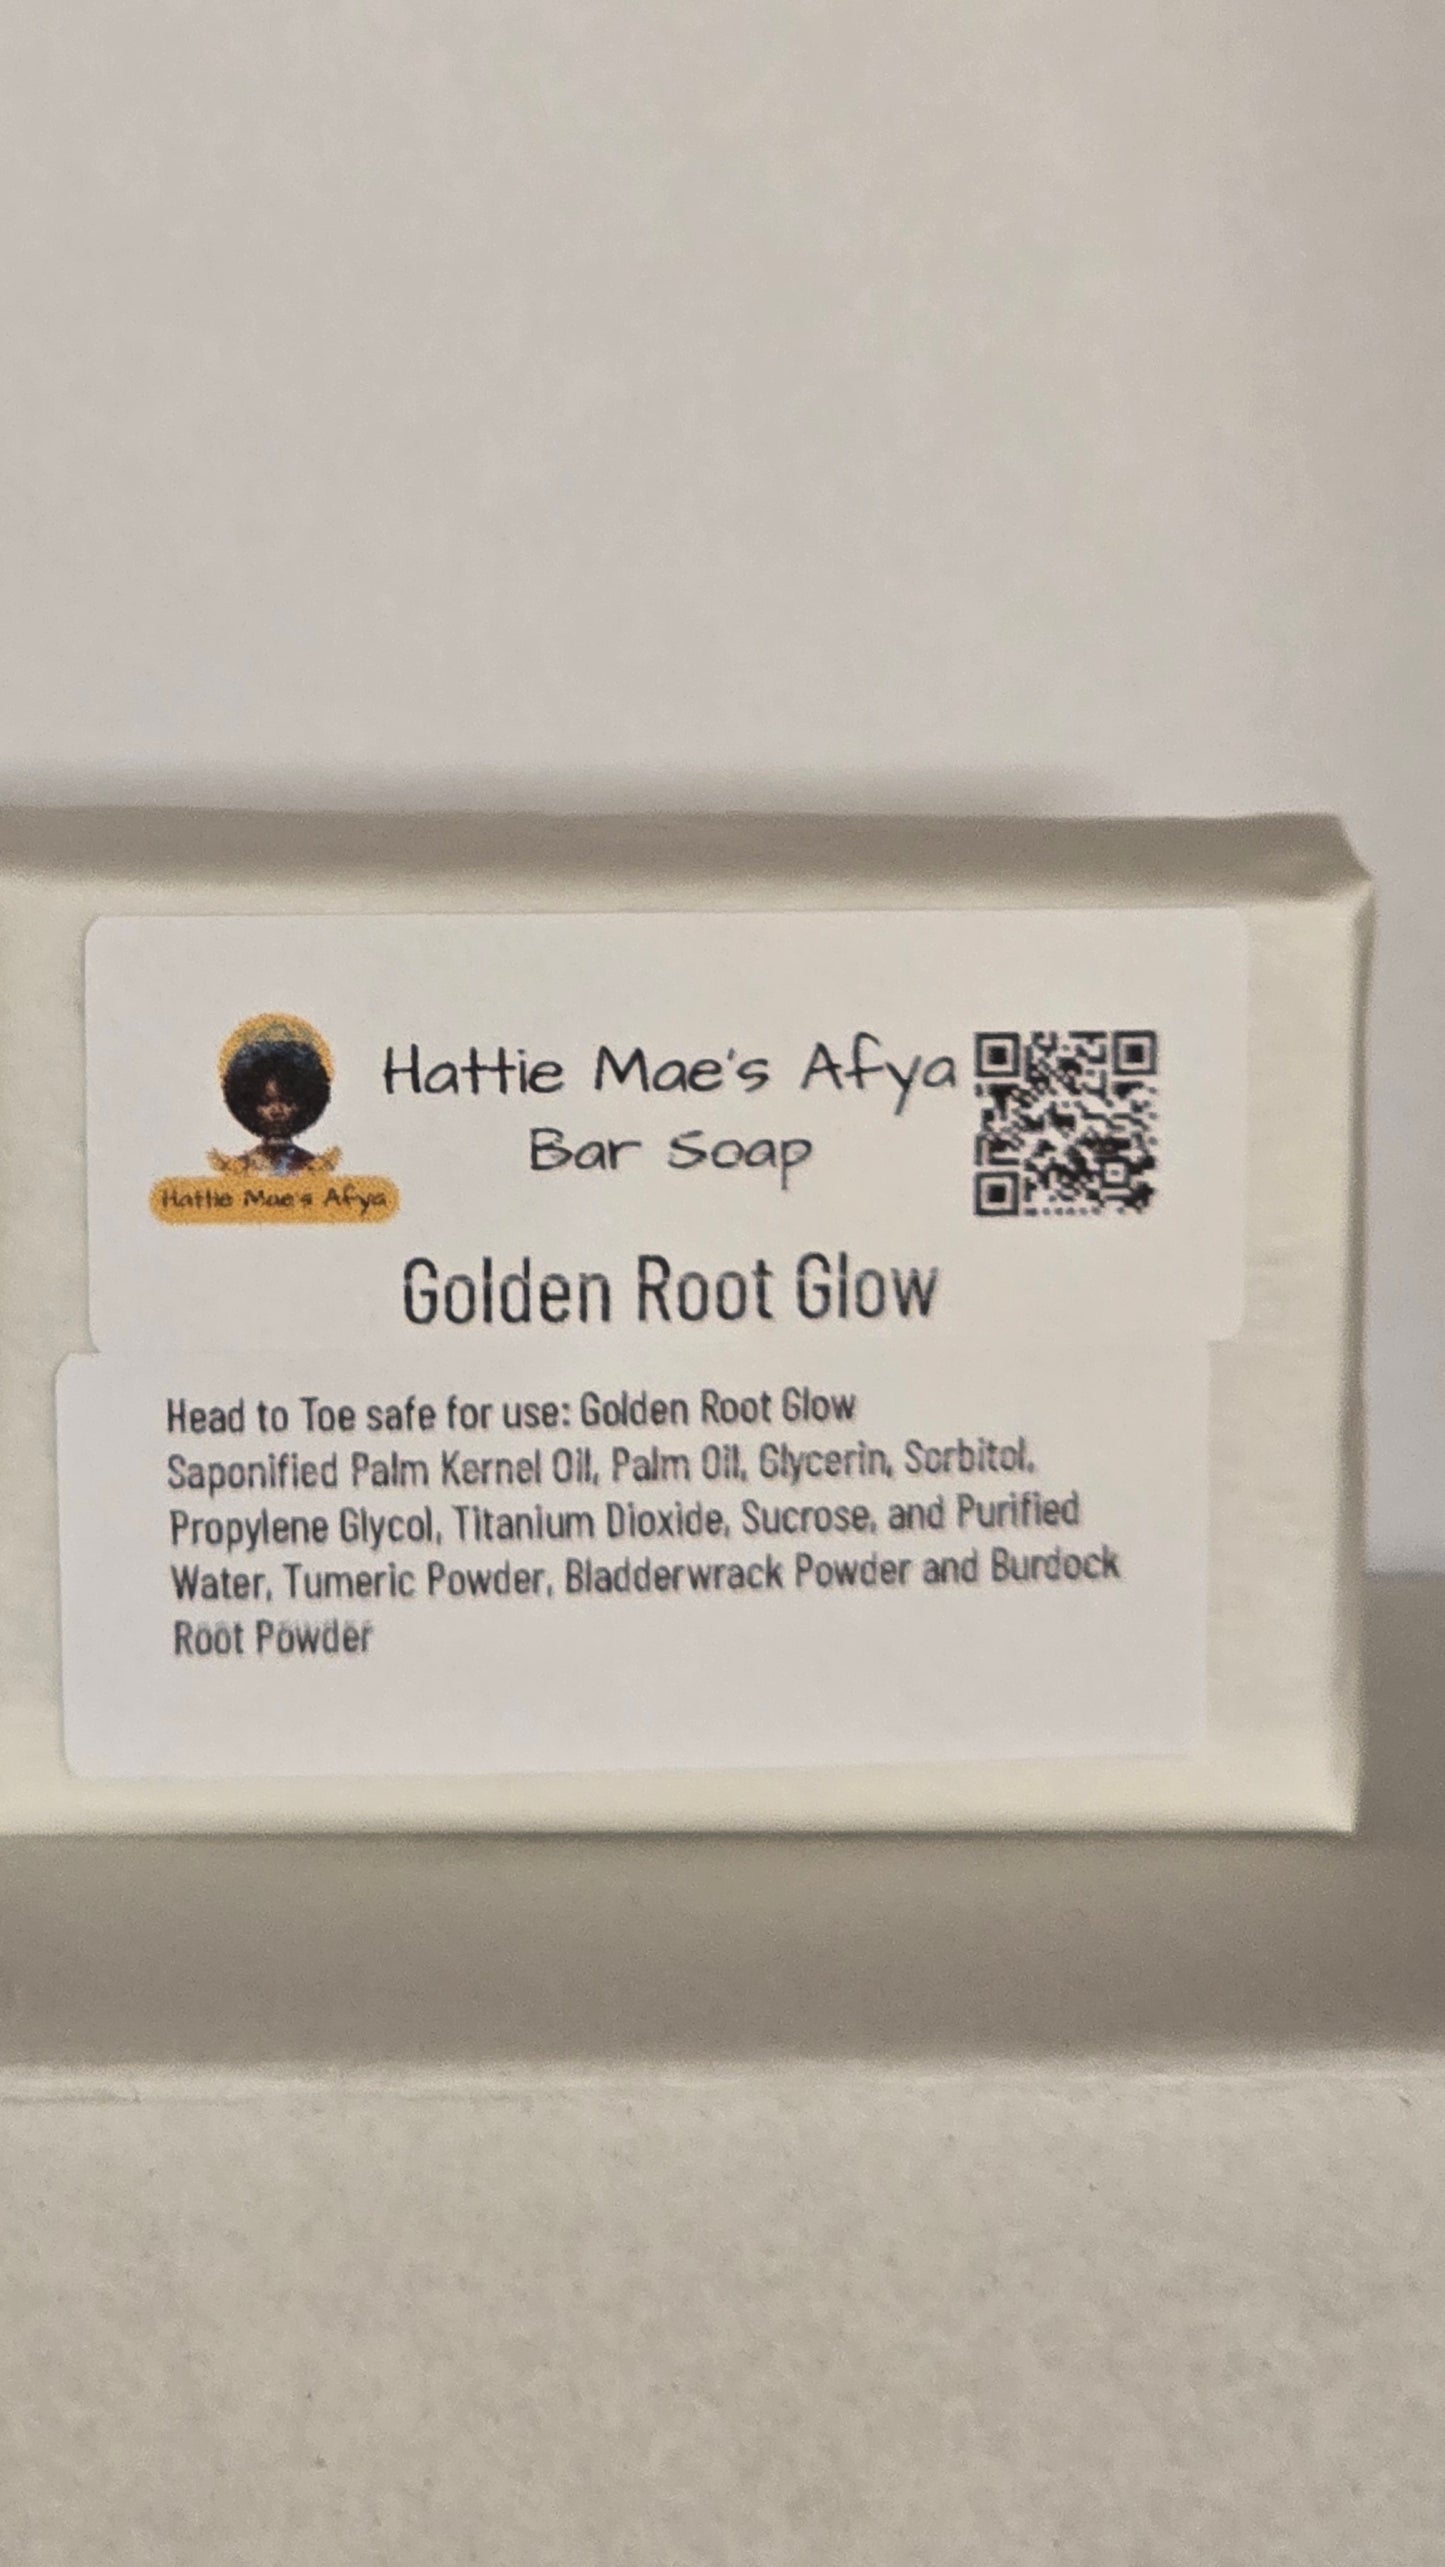 Hattie Mae's Afya
Bar Soap
Hattie Mae's Afya
Golden Root Glow
Head to Toe safe for use: Golden Root Glow
Saponified Palm Kernel Oil, Palm Oil, Glycerin, Sorbitol,
Propylene Glycol, Titanium Dioxide, Sucrose, and Purified
Water, Tumeric Powder, Bladderwrack Powder and Burdock
Root Powder